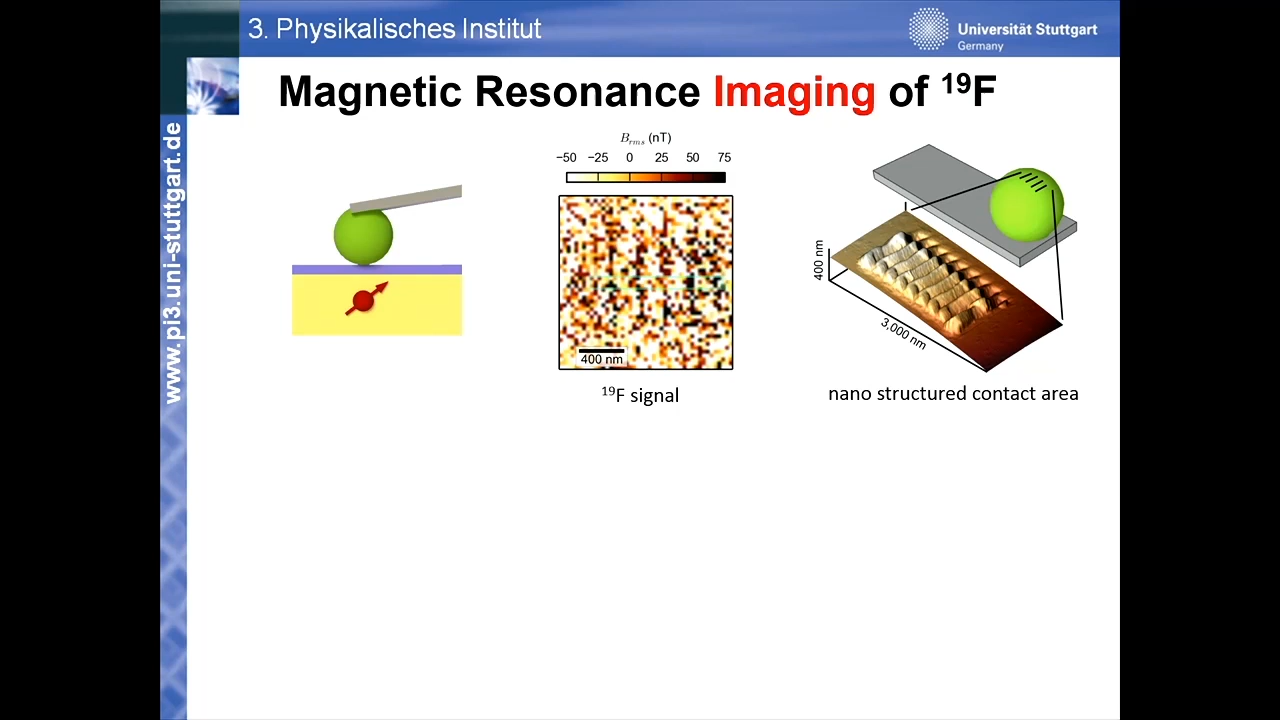 3. Physikalisches Institut
Universität Stuttgart
Germany
www.pi3.uni-stuttgart.de
Magnetic Resonance Imaging of ¹⁹F
B_rms (nT)
−50 −25 0 25 50 75
400 nm
¹⁹F signal
400 nm
3,000 nm
nano structured contact area